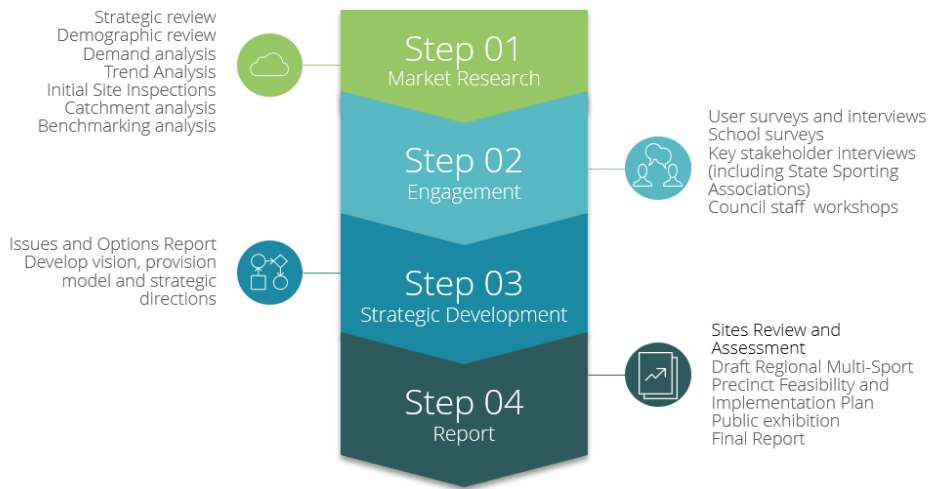 Strategic review
Demographic review
Demand analysis
Trend Analysis
Initial Site Inspections
Catchment analysis
Benchmarking analysis
Step 01
Market Research
Step 02
Engagement
User surveys and interviews
School surveys
Key stakeholder interviews
(including State Sporting
Associations)
Council staff workshops
Issues and Options Report
Develop vision, provision
model and strategic
directions
Step 03
Strategic Development
Step 04
Report
Sites Review and
Assessment
Draft Regional Multi-Sport
Precinct Feasibility and
Implementation Plan
Public exhibition
Final Report